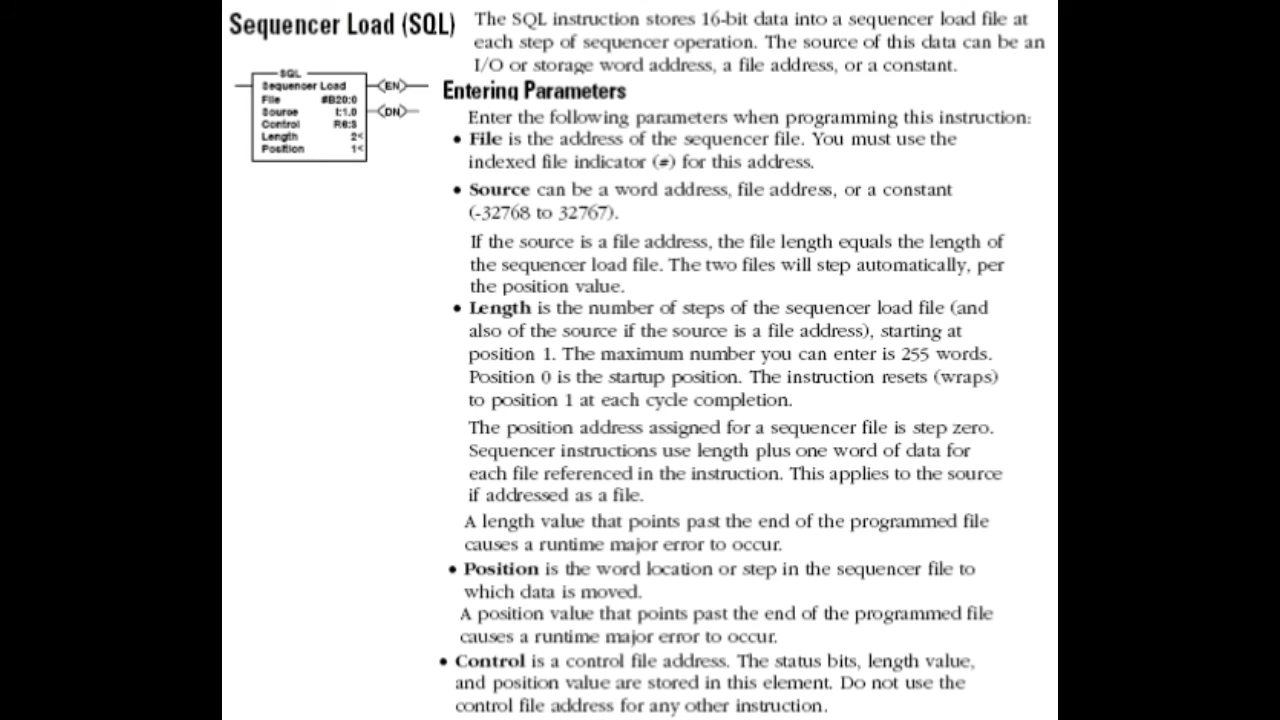 Sequencer Load (SQL)
The SQL instruction stores 16-bit data into a sequencer load file at
each step of sequencer operation. The source of this data can be an
I/O or storage word address, a file address, or a constant.
SQL
Sequencer Load
File #B20:0
Source I:1.0
Control R6:3
Length 2<
Position 1<
EN
DN
Entering Parameters
Enter the following parameters when programming this instruction:
• File is the address of the sequencer file. You must use the
indexed file indicator (#) for this address.
• Source can be a word address, file address, or a constant
(-32768 to 32767).
If the source is a file address, the file length equals the length of
the sequencer load file. The two files will step automatically, per
the position value.
• Length is the number of steps of the sequencer load file (and
also of the source if the source is a file address), starting at
position 1. The maximum number you can enter is 255 words.
Position 0 is the startup position. The instruction resets (wraps)
to position 1 at each cycle completion.
The position address assigned for a sequencer file is step zero.
Sequencer instructions use length plus one word of data for
each file referenced in the instruction. This applies to the source
if addressed as a file.
A length value that points past the end of the programmed file
causes a runtime major error to occur.
• Position is the word location or step in the sequencer file to
which data is moved.
A position value that points past the end of the programmed file
causes a runtime major error to occur.
• Control is a control file address. The status bits, length value,
and position value are stored in this element. Do not use the
control file address for any other instruction.